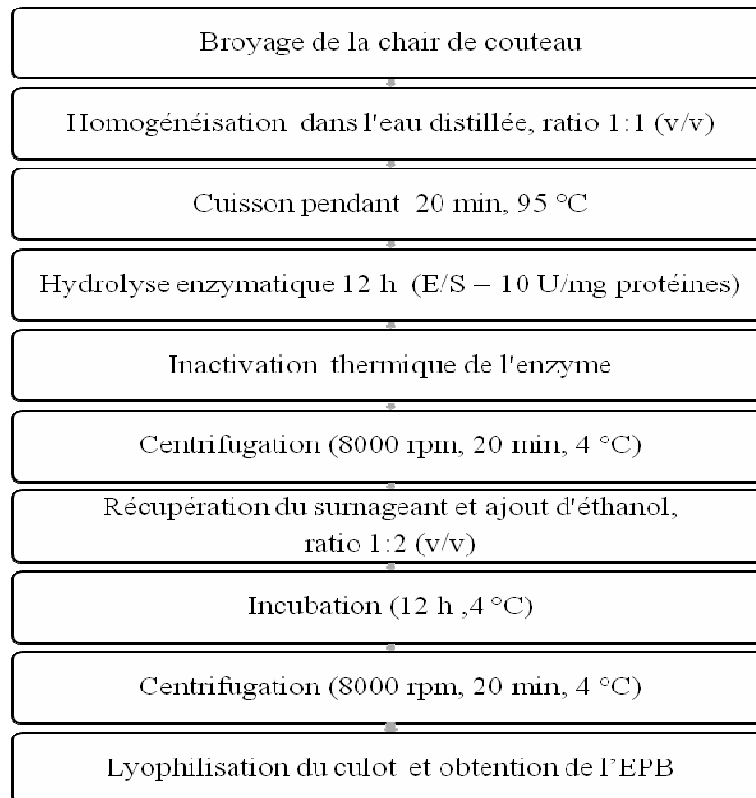 Broyage de la chair de couteau
Homogénéisation dans l'eau distillée, ratio 1:1 (v/v)
Cuisson pendant 20 min, 95 °C
Hydrolyse enzymatique 12 h (E/S = 10 U/mg protéines)
Inactivation thermique de l'enzyme
Centrifugation (8000 rpm, 20 min, 4 °C)
Récupération du surnageant et ajout d'éthanol,
ratio 1:2 (v/v)
Incubation (12 h ,4 °C)
Centrifugation (8000 rpm, 20 min, 4 °C)
Lyophilisation du culot et obtention de l'EPB